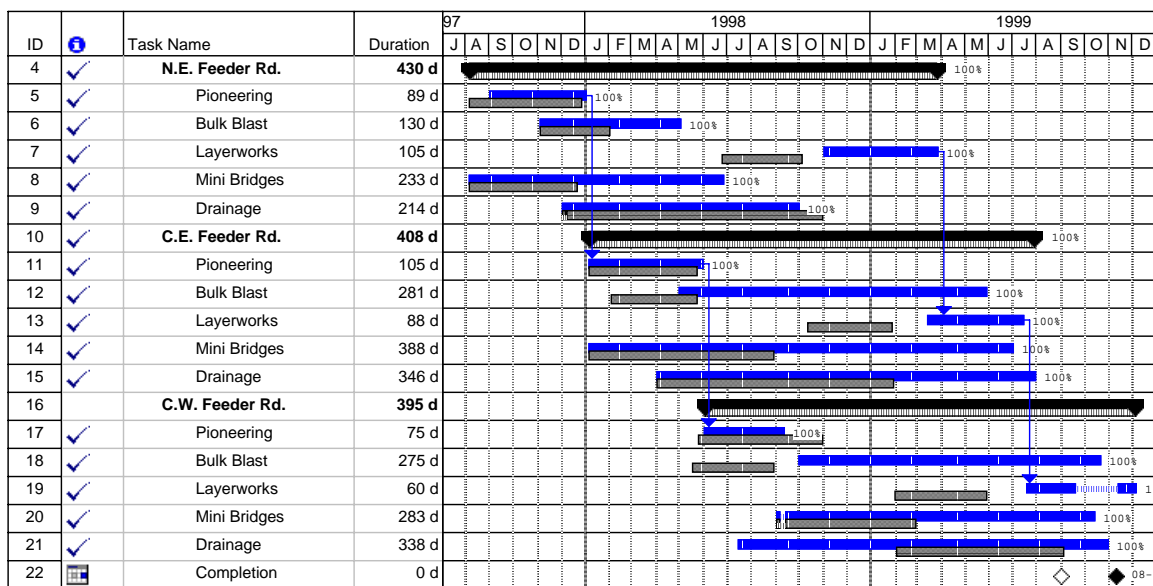 97 1998 1999
ID Task Name Duration J A S O N D J F M A M J J A S O N D J F M A M J J A S O N D
4 N.E. Feeder Rd. 430 d 100%
5 Pioneering 89 d 100%
6 Bulk Blast 130 d 100%
7 Layerworks 105 d 100%
8 Mini Bridges 233 d 100%
9 Drainage 214 d 100%
10 C.E. Feeder Rd. 408 d 100%
11 Pioneering 105 d 100%
12 Bulk Blast 281 d 100%
13 Layerworks 88 d 100%
14 Mini Bridges 388 d 100%
15 Drainage 346 d 100%
16 C.W. Feeder Rd. 395 d
17 Pioneering 75 d 100%
18 Bulk Blast 275 d 100%
19 Layerworks 60 d 1
20 Mini Bridges 283 d 100%
21 Drainage 338 d 100%
22 Completion 0 d 08-